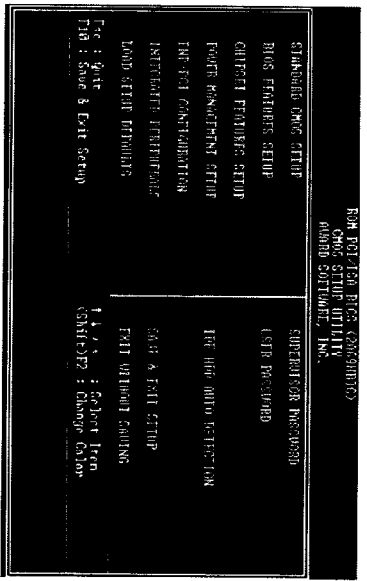 ROM PCI/ISA BIOS (2A69HD1C)
CMOS SETUP UTILITY
AWARD SOFTWARE, INC.
STANDARD CMOS SETUP
BIOS FEATURES SETUP
CHIPSET FEATURES SETUP
POWER MANAGEMENT SETUP
PNP/PCI CONFIGURATION
INTEGRATED PERIPHERALS
LOAD SETUP DEFAULTS
SUPERVISOR PASSWORD
USER PASSWORD
IDE HDD AUTO DETECTION
SAVE & EXIT SETUP
EXIT WITHOUT SAVING
Esc : Quit
F10 : Save & Exit Setup
↑ ↓ → ← : Select Item
(Shift)F2 : Change Color